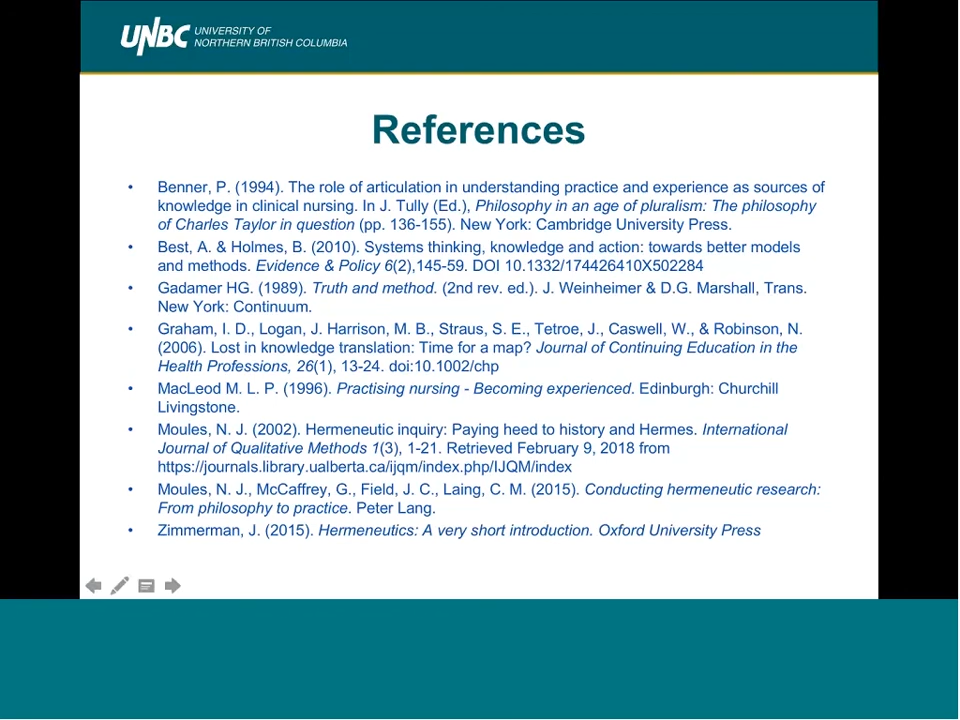 UNBC UNIVERSITY OF
NORTHERN BRITISH COLUMBIA
References
• Benner, P. (1994). The role of articulation in understanding practice and experience as sources of
knowledge in clinical nursing. In J. Tully (Ed.), Philosophy in an age of pluralism: The philosophy
of Charles Taylor in question (pp. 136-155). New York: Cambridge University Press.
• Best, A. & Holmes, B. (2010). Systems thinking, knowledge and action: towards better models
and methods. Evidence & Policy 6(2),145-59. DOI 10.1332/174426410X502284
• Gadamer HG. (1989). Truth and method. (2nd rev. ed.). J. Weinheimer & D.G. Marshall, Trans.
New York: Continuum.
• Graham, I. D., Logan, J. Harrison, M. B., Straus, S. E., Tetroe, J., Caswell, W., & Robinson, N.
(2006). Lost in knowledge translation: Time for a map? Journal of Continuing Education in the
Health Professions, 26(1), 13-24. doi:10.1002/chp
• MacLeod M. L. P. (1996). Practising nursing - Becoming experienced. Edinburgh: Churchill
Livingstone.
• Moules, N. J. (2002). Hermeneutic inquiry: Paying heed to history and Hermes. International
Journal of Qualitative Methods 1(3), 1-21. Retrieved February 9, 2018 from
https://journals.library.ualberta.ca/ijqm/index.php/IJQM/index
• Moules, N. J., McCaffrey, G., Field, J. C., Laing, C. M. (2015). Conducting hermeneutic research:
From philosophy to practice. Peter Lang.
• Zimmerman, J. (2015). Hermeneutics: A very short introduction. Oxford University Press